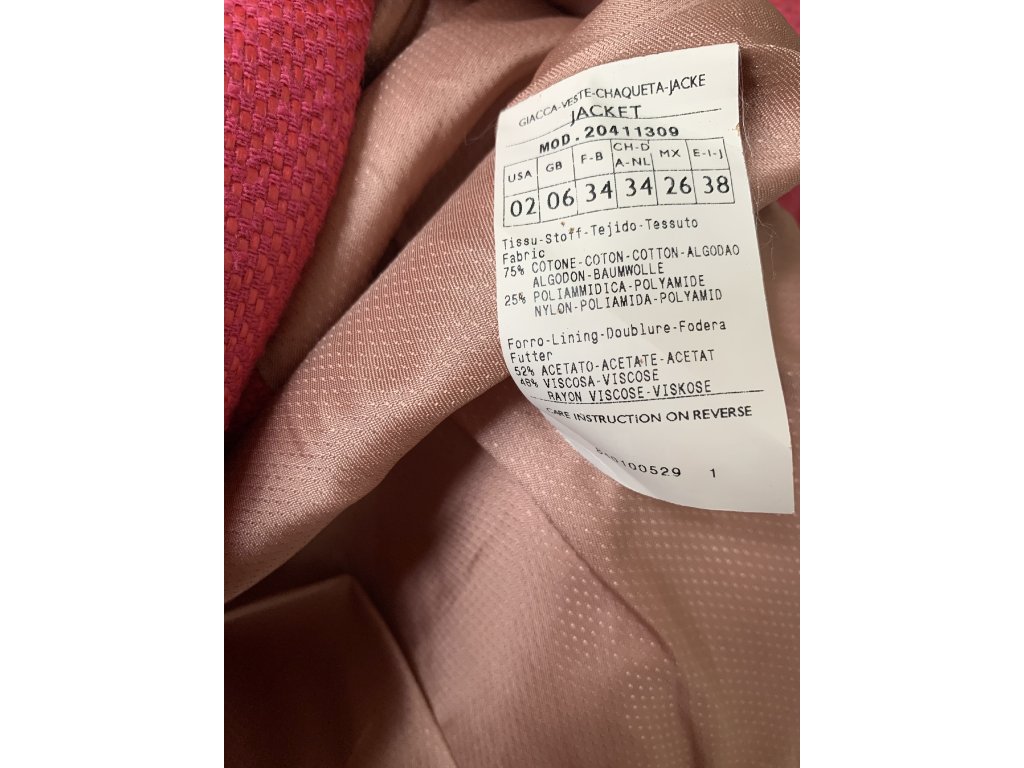 GIACCA-VESTE-CHAQUETA-JACKE
JACKET
MOD.20411309
USA GB F-B CH-D A-NL MX E-I-J
02 06 34 34 26 38
Tissu-Stoff-Tejido-Tessuto
Fabric
75% COTONE-COTON-COTTON-ALGODAO
ALGODON-BAUMWOLLE
25% POLIAMMIDICA-POLYAMIDE
NYLON-POLIAMIDA-POLYAMID
Forro-Lining-Doublure-Fodera
Futter
52% ACETATO-ACETATE-ACETAT
48% VISCOSA-VISCOSE
RAYON VISCOSE-VISKOSE
CARE INSTRUCTION ON REVERSE
1